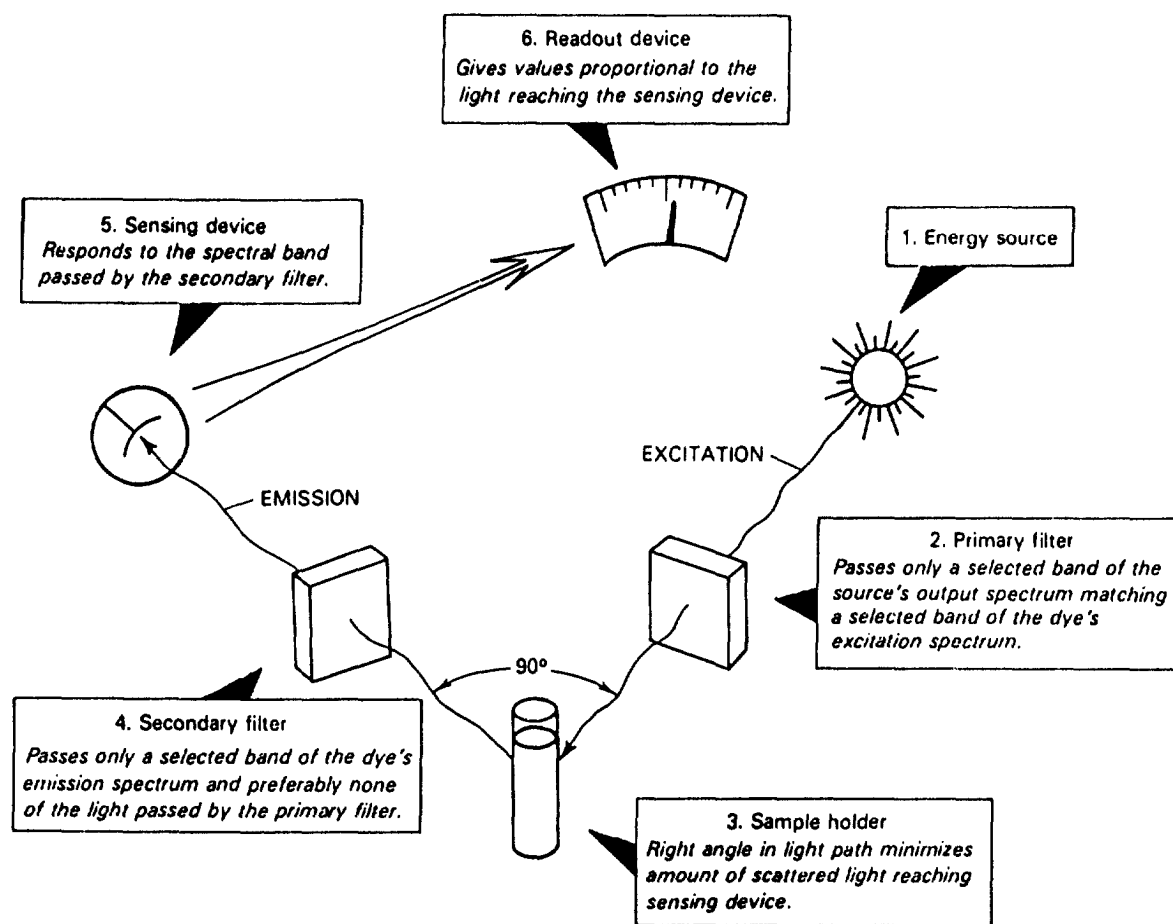 6. Readout device
Gives values proportional to the
light reaching the sensing device.
5. Sensing device
Responds to the spectral band
passed by the secondary filter.
1. Energy source
EXCITATION
EMISSION
2. Primary filter
Passes only a selected band of the
source's output spectrum matching
a selected band of the dye's
excitation spectrum.
90°
4. Secondary filter
Passes only a selected band of the dye's
emission spectrum and preferably none
of the light passed by the primary filter.
3. Sample holder
Right angle in light path minimizes
amount of scattered light reaching
sensing device.